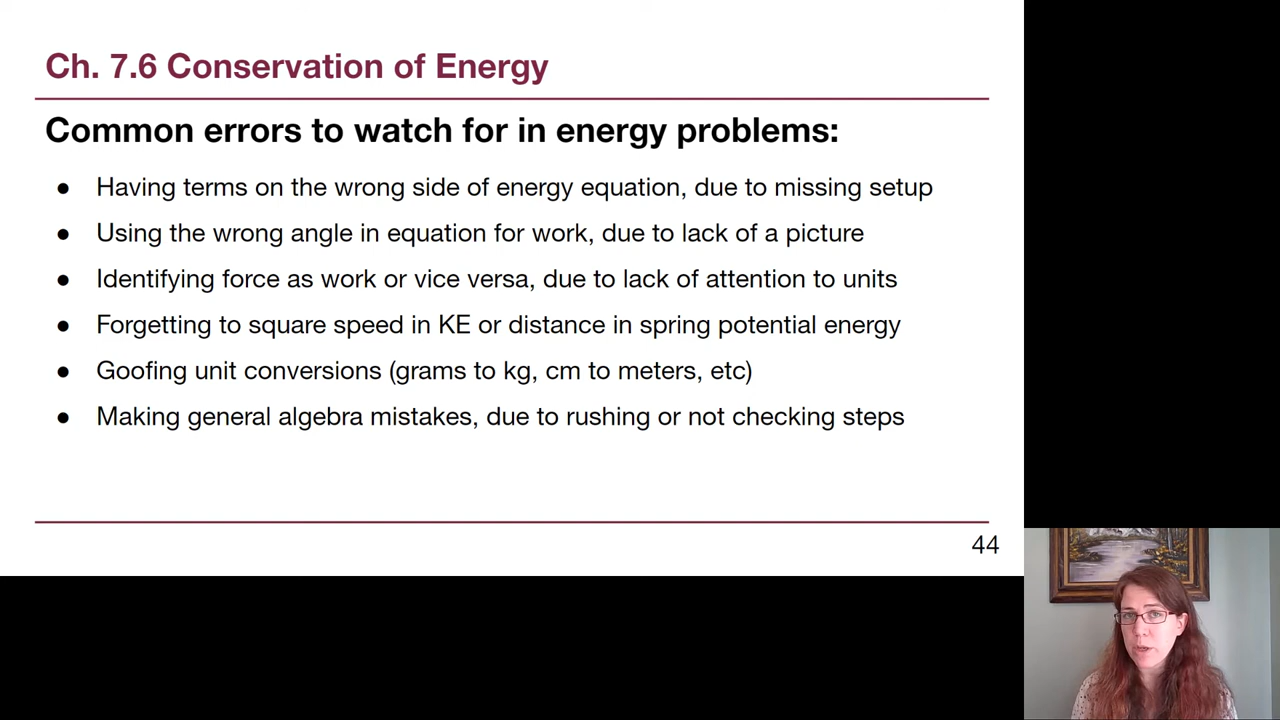 Ch. 7.6 Conservation of Energy
Common errors to watch for in energy problems:
● Having terms on the wrong side of energy equation, due to missing setup
● Using the wrong angle in equation for work, due to lack of a picture
● Identifying force as work or vice versa, due to lack of attention to units
● Forgetting to square speed in KE or distance in spring potential energy
● Goofing unit conversions (grams to kg, cm to meters, etc)
● Making general algebra mistakes, due to rushing or not checking steps
44